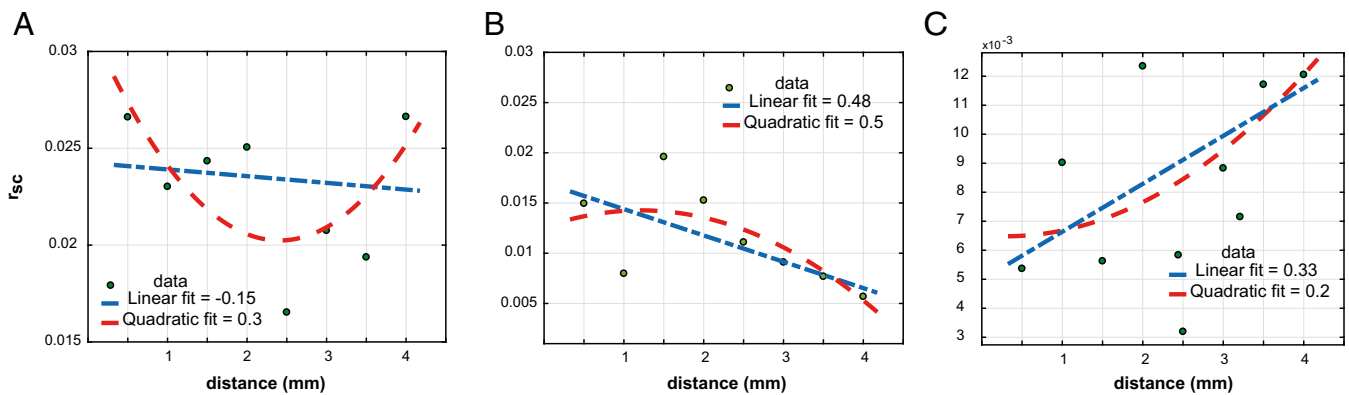 A
0.03
0.025
0.02
0.015
r_sc
data
Linear fit = -0.15
Quadratic fit = 0.3
1
2
3
4
distance (mm)
B
0.03
0.025
0.02
0.015
0.01
0.005
data
Linear fit = 0.48
Quadratic fit = 0.5
1
2
3
4
distance (mm)
C
x10⁻³
12
11
10
9
8
7
6
5
4
3
data
Linear fit = 0.33
Quadratic fit = 0.2
1
2
3
4
distance (mm)